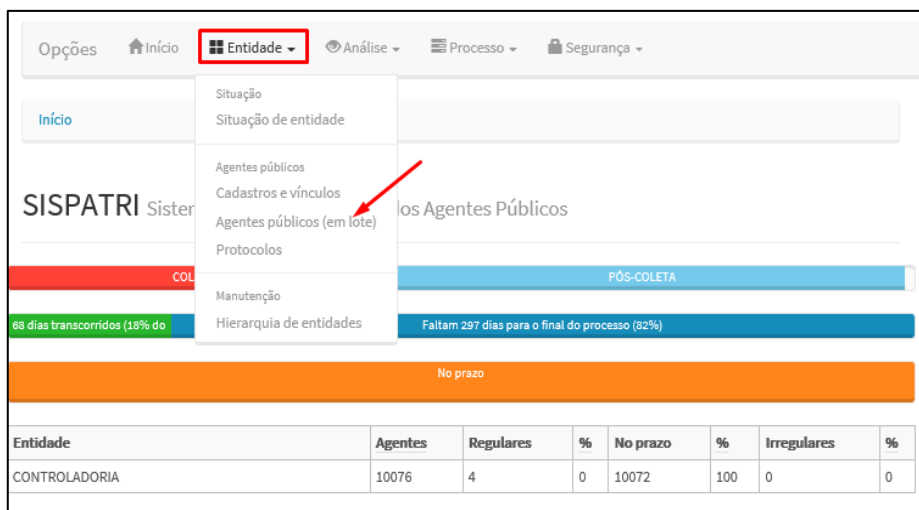 Opções Início Entidade Análise Processo Segurança
Situação
Situação de entidade
Início
Agentes públicos
Cadastros e vínculos
Agentes públicos (em lote)
Protocolos
Manutenção
Hierarquia de entidades
SISPATRI Sister los Agentes Públicos
COL PÓS-COLETA
68 dias transcorridos (18% do Faltam 297 dias para o final do processo (82%)
No prazo
Entidade Agentes Regulares % No prazo % Irregulares %
CONTROLADORIA 10076 4 0 10072 100 0 0